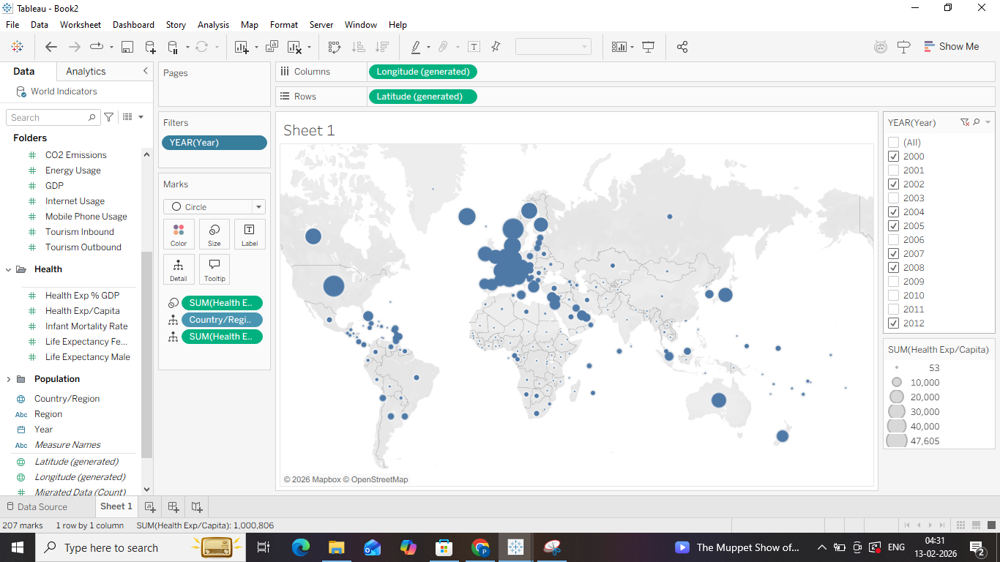 Tableau - Book2
File Data Worksheet Dashboard Story Analysis Map Format Server Window Help
Show Me
Data Analytics
World Indicators
Search
Folders
CO2 Emissions
Energy Usage
GDP
Internet Usage
Mobile Phone Usage
Tourism Inbound
Tourism Outbound
Health
Health Exp % GDP
Health Exp/Capita
Infant Mortality Rate
Life Expectancy Fe...
Life Expectancy Male
Population
Country/Region
Abc Region
Year
Abc Measure Names
Latitude (generated)
Longitude (generated)
Migrated Data (Count)
Pages
Filters
YEAR(Year)
Marks
Circle
Color Size Label
Detail Tooltip
SUM(Health E..
Country/Regi..
SUM(Health E..
Columns Longitude (generated)
Rows Latitude (generated)
Sheet 1
© 2026 Mapbox © OpenStreetMap
YEAR(Year)
(All)
2000
2001
2002
2003
2004
2005
2006
2007
2008
2009
2010
2011
2012
SUM(Health Exp/Capita)
53
10,000
20,000
30,000
40,000
47,605
Data Source Sheet 1
207 marks 1 row by 1 column SUM(Health Exp/Capita): 1,000,806
Type here to search
The Muppet Show of...
ENG
04:31
13-02-2026
2